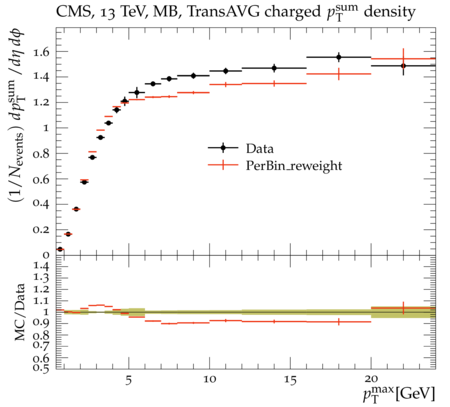 CMS, 13 TeV, MB, TransAVG charged p_T^sum density
(1/N_events) dp_T^sum/dη dϕ
1.6
1.4
1.2
1
0.8
0.6
0.4
0.2
0
Data
PerBin_reweight
MC/Data
1.4
1.3
1.2
1.1
1
0.9
0.8
0.7
0.6
0.5
5 10 15 20
p_T^max[GeV]